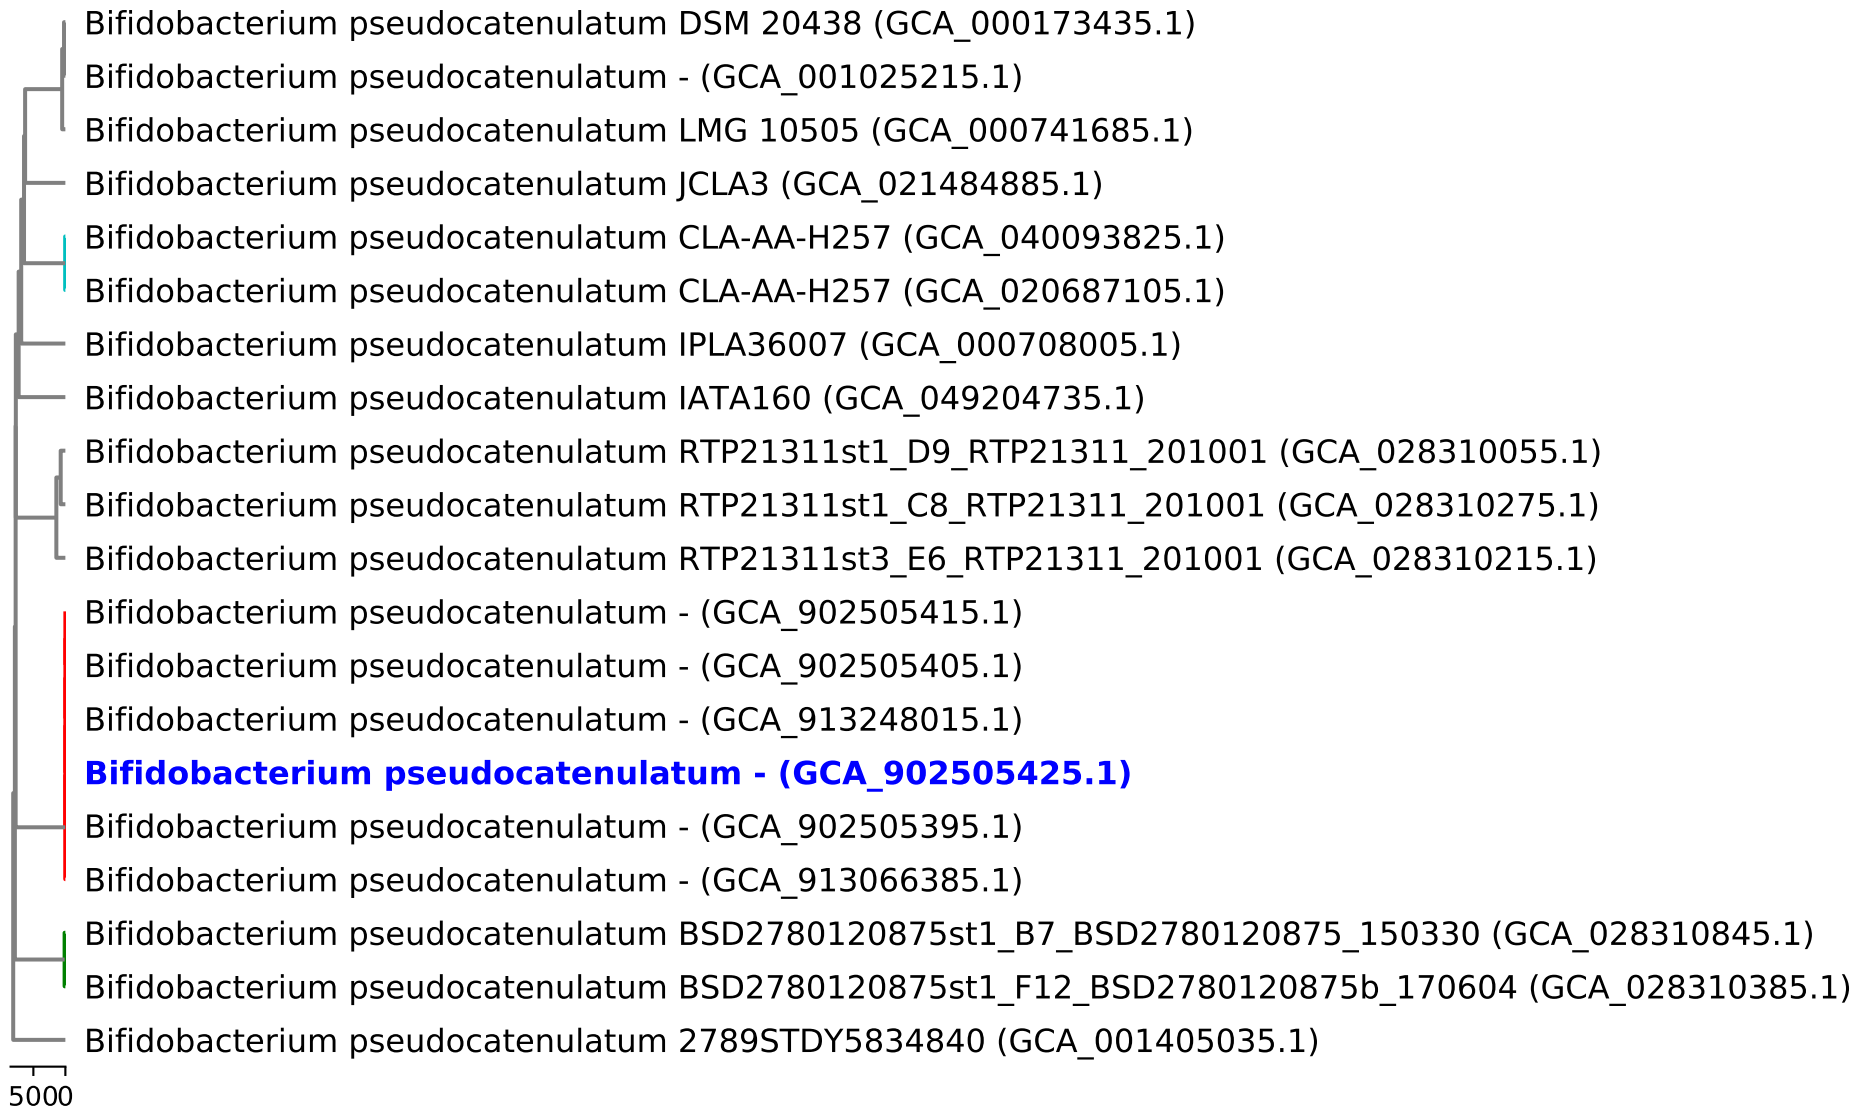 Bifidobacterium pseudocatenulatum DSM 20438 (GCA_000173435.1)
Bifidobacterium pseudocatenulatum - (GCA_001025215.1)
Bifidobacterium pseudocatenulatum LMG 10505 (GCA_000741685.1)
Bifidobacterium pseudocatenulatum JCLA3 (GCA_021484885.1)
Bifidobacterium pseudocatenulatum CLA-AA-H257 (GCA_040093825.1)
Bifidobacterium pseudocatenulatum CLA-AA-H257 (GCA_020687105.1)
Bifidobacterium pseudocatenulatum IPLA36007 (GCA_000708005.1)
Bifidobacterium pseudocatenulatum IATA160 (GCA_049204735.1)
Bifidobacterium pseudocatenulatum RTP21311st1_D9_RTP21311_201001 (GCA_028310055.1)
Bifidobacterium pseudocatenulatum RTP21311st1_C8_RTP21311_201001 (GCA_028310275.1)
Bifidobacterium pseudocatenulatum RTP21311st3_E6_RTP21311_201001 (GCA_028310215.1)
Bifidobacterium pseudocatenulatum - (GCA_902505415.1)
Bifidobacterium pseudocatenulatum - (GCA_902505405.1)
Bifidobacterium pseudocatenulatum - (GCA_913248015.1)
Bifidobacterium pseudocatenulatum - (GCA_902505425.1)
Bifidobacterium pseudocatenulatum - (GCA_902505395.1)
Bifidobacterium pseudocatenulatum - (GCA_913066385.1)
Bifidobacterium pseudocatenulatum BSD2780120875st1_B7_BSD2780120875_150330 (GCA_028310845.1)
Bifidobacterium pseudocatenulatum BSD2780120875st1_F12_BSD2780120875b_170604 (GCA_028310385.1)
Bifidobacterium pseudocatenulatum 2789STDY5834840 (GCA_001405035.1)
5000 0